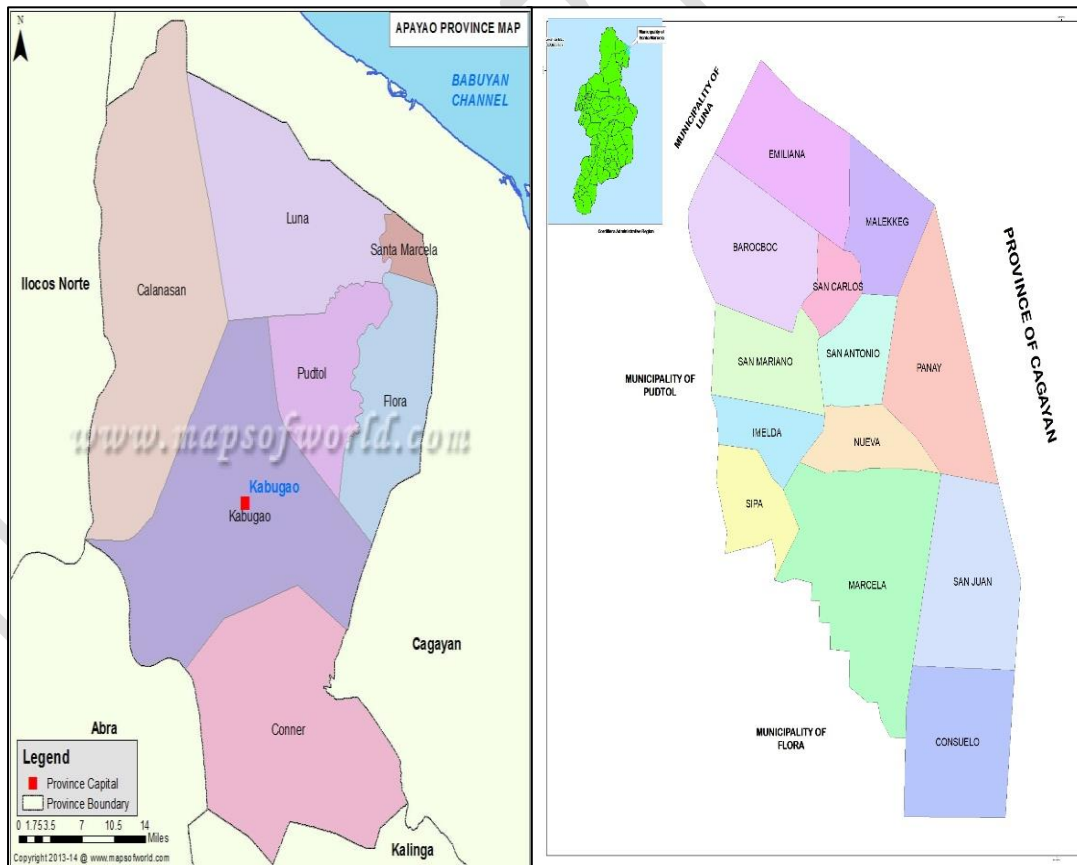 N
APAYAO PROVINCE MAP
BABUYAN
CHANNEL
Luna
Santa Marcela
Ilocos Norte
Calanasan
Pudtol
Flora
www.mapsofworld.com
Kabugao
Kabugao
Cagayan
Abra
Conner
Legend
Province Capital
Province Boundary
0 1.75 3.5 7 10.5 14
Miles
Kalinga
Copyright 2013-14 @ www.mapsofworld.com
Cordillera Administrative Region
MUNICIPALITY OF
LUNA
EMILIANA
MALEKKEG
BAROCBOC
SAN CARLOS
PROVINCE OF CAGAYAN
SAN MARIANO
SAN ANTONIO
PANAY
MUNICIPALITY OF
PUDTOL
IMELDA
NUEVA
SIPA
MARCELA
SAN JUAN
MUNICIPALITY OF
FLORA
CONSUELO